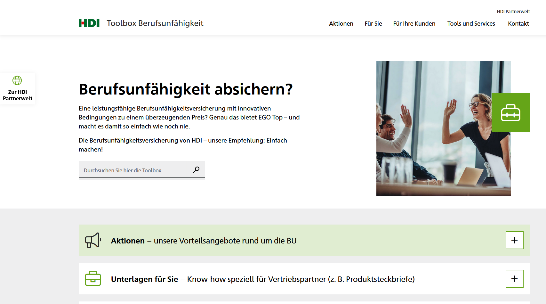 HDI Partnerwelt
HDI Toolbox Berufsunfähigkeit
Aktionen Für Sie Für Ihre Kunden Tools und Services Kontakt
Zur HDI
Partnerwelt
Berufsunfähigkeit absichern?
Eine leistungsfähige Berufsunfähigkeitsversicherung mit innovativen
Bedingungen zu einem überzeugenden Preis? Genau das bietet EGO Top – und
macht es damit so einfach wie noch nie.
Die Berufsunfähigkeitsversicherung von HDI – unsere Empfehlung: Einfach
machen!
Durchsuchen Sie hier die Toolbox
Aktionen – unsere Vorteilsangebote rund um die BU
Unterlagen für Sie Know-how speziell für Vertriebspartner (z. B. Produktsteckbriefe)